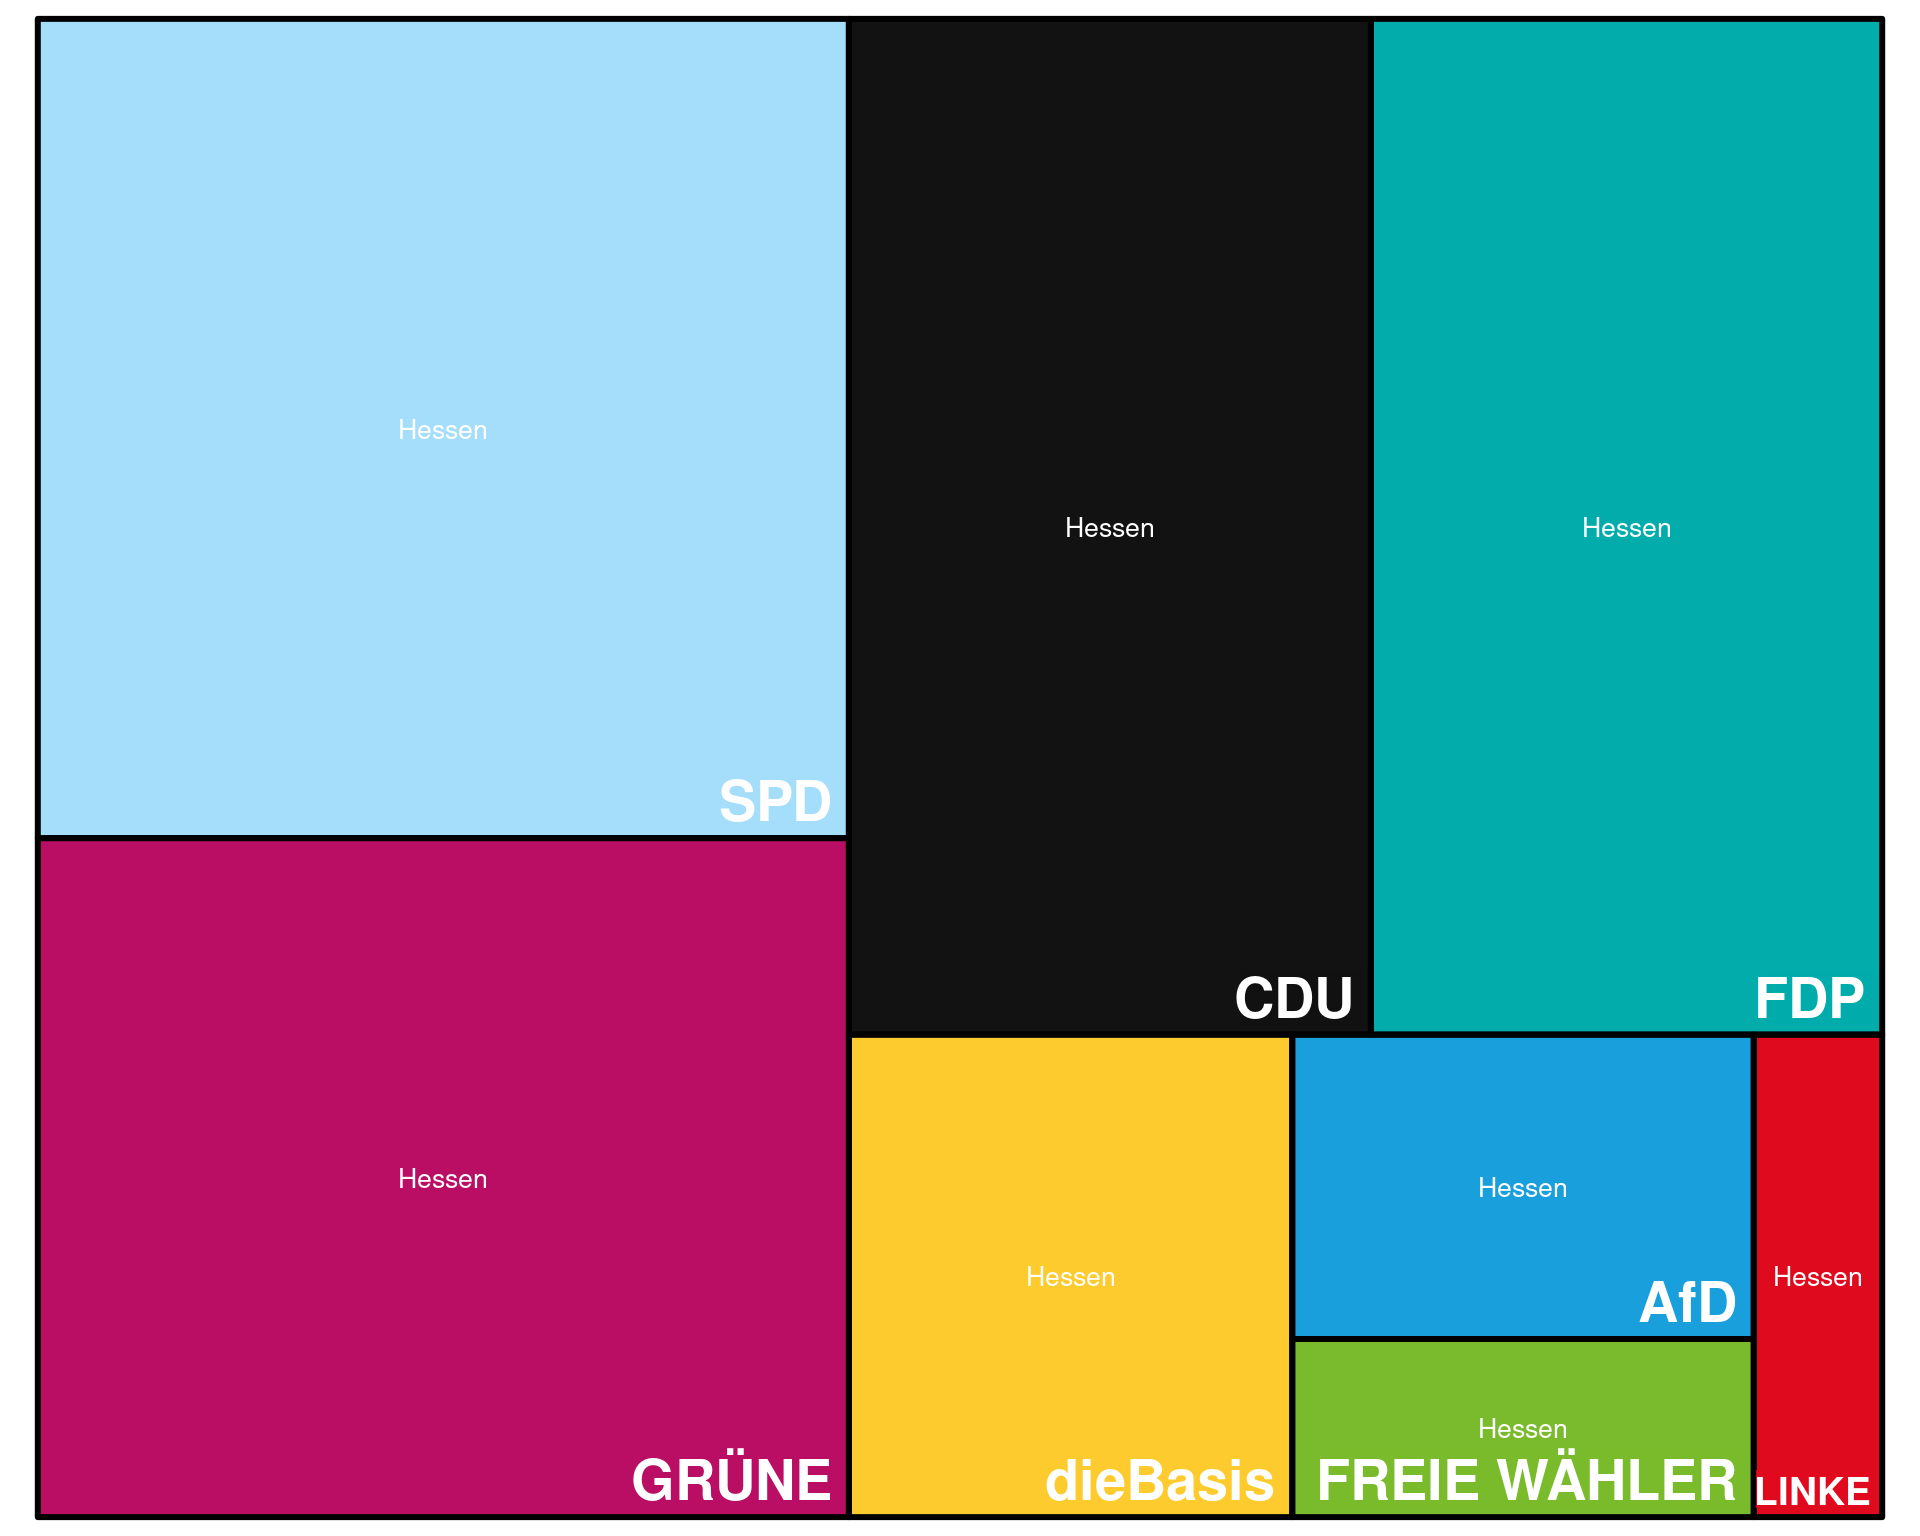 Hessen
SPD
Hessen
GRÜNE
Hessen
CDU
Hessen
FDP
Hessen
dieBasis
Hessen
AfD
Hessen
FREIE WÄHLER
Hessen
LINKE